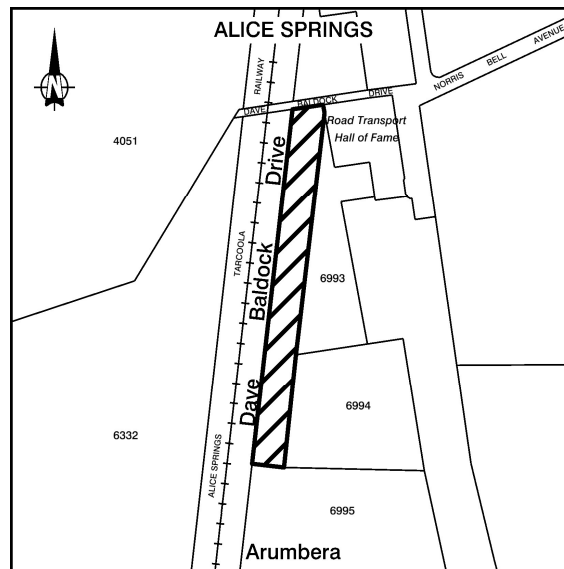 ALICE SPRINGS
N
RAILWAY
DAVE BALDOCK DRIVE
NORRIS BELL AVENUE
Road Transport
Hall of Fame
4051
Dave Baldock Drive
TARCOOLA
6993
6994
6332
ALICE SPRINGS
6995
Arumbera